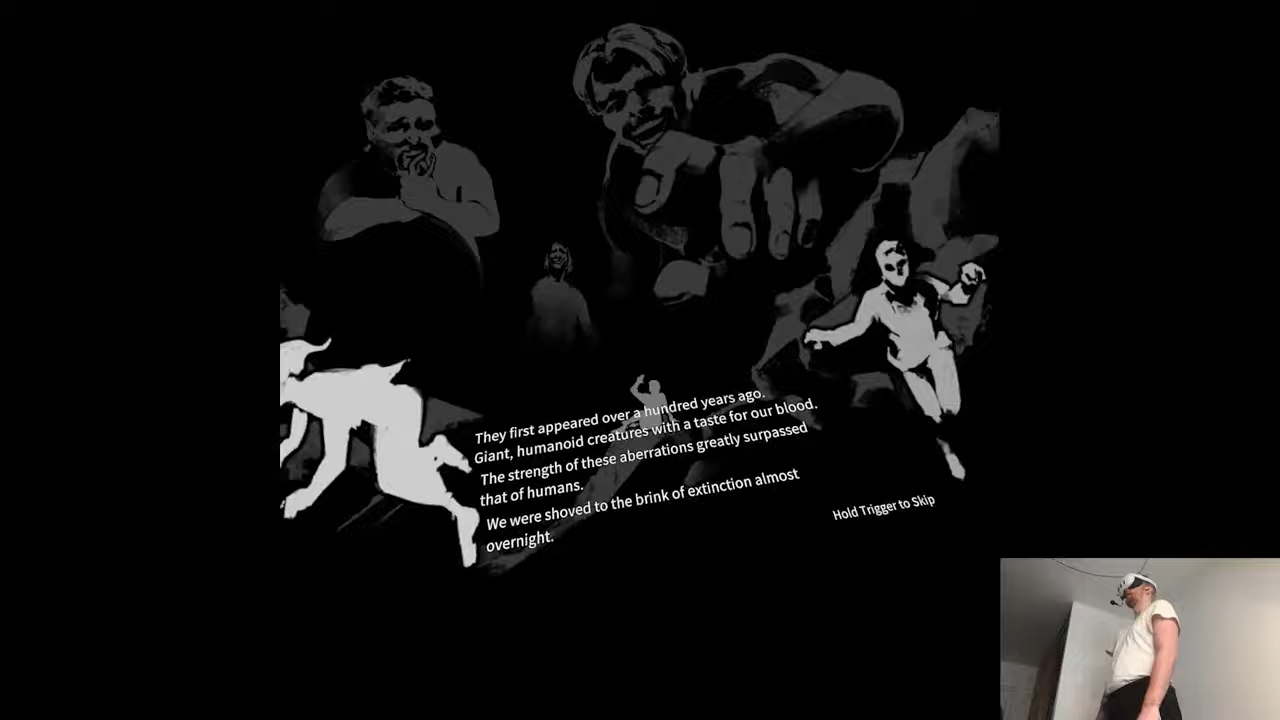 They first appeared over a hundred years ago.
Giant, humanoid creatures with a taste for our blood.
The strength of these aberrations greatly surpassed
that of humans.
We were shoved to the brink of extinction almost
overnight.
Hold Trigger to Skip